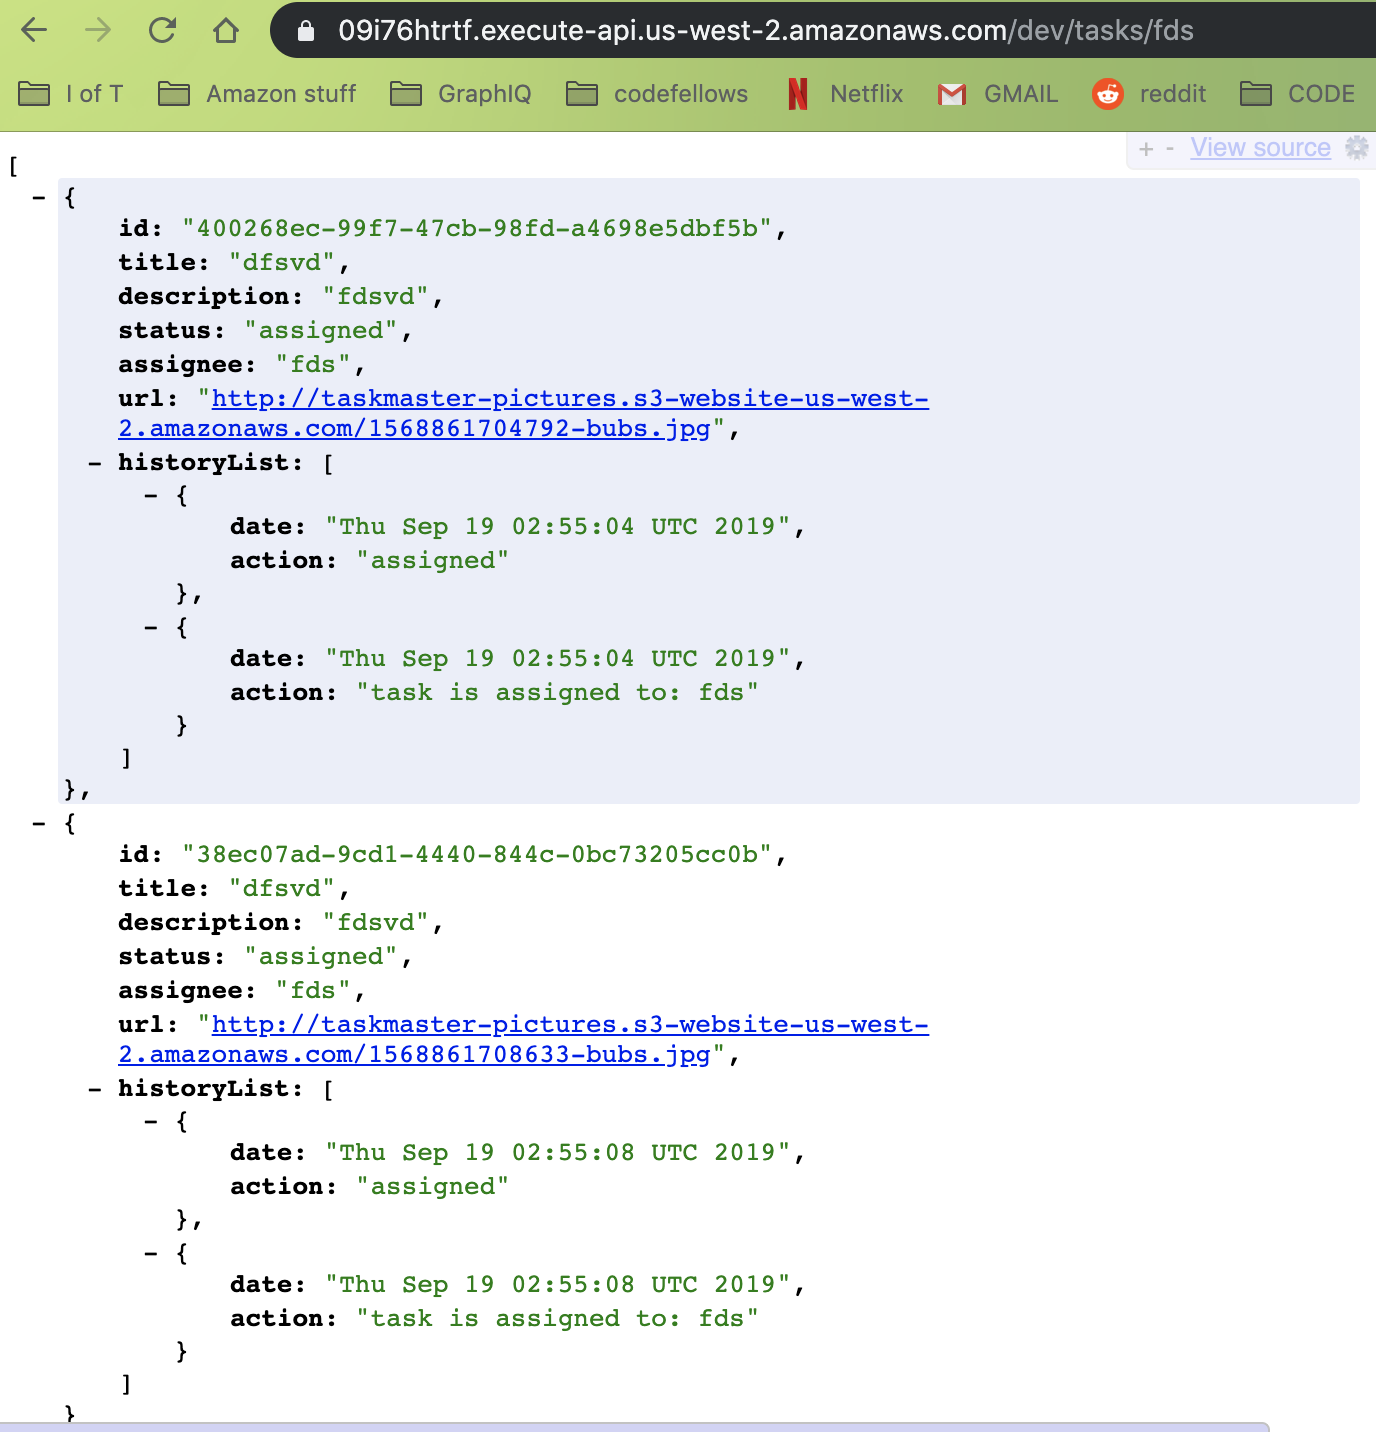 09i76htrtf.execute-api.us-west-2.amazonaws.com/dev/tasks/fds
I of T Amazon stuff GraphIQ codefellows Netflix GMAIL reddit CODE
+ - View source
[
- {
id: "400268ec-99f7-47cb-98fd-a4698e5dbf5b",
title: "dfsvd",
description: "fdsvd",
status: "assigned",
assignee: "fds",
url: "http://taskmaster-pictures.s3-website-us-west-
2.amazonaws.com/1568861704792-bubs.jpg",
- historyList: [
- {
date: "Thu Sep 19 02:55:04 UTC 2019",
action: "assigned"
},
- {
date: "Thu Sep 19 02:55:04 UTC 2019",
action: "task is assigned to: fds"
}
]
},
- {
id: "38ec07ad-9cd1-4440-844c-0bc73205cc0b",
title: "dfsvd",
description: "fdsvd",
status: "assigned",
assignee: "fds",
url: "http://taskmaster-pictures.s3-website-us-west-
2.amazonaws.com/1568861708633-bubs.jpg",
- historyList: [
- {
date: "Thu Sep 19 02:55:08 UTC 2019",
action: "assigned"
},
- {
date: "Thu Sep 19 02:55:08 UTC 2019",
action: "task is assigned to: fds"
}
]
}